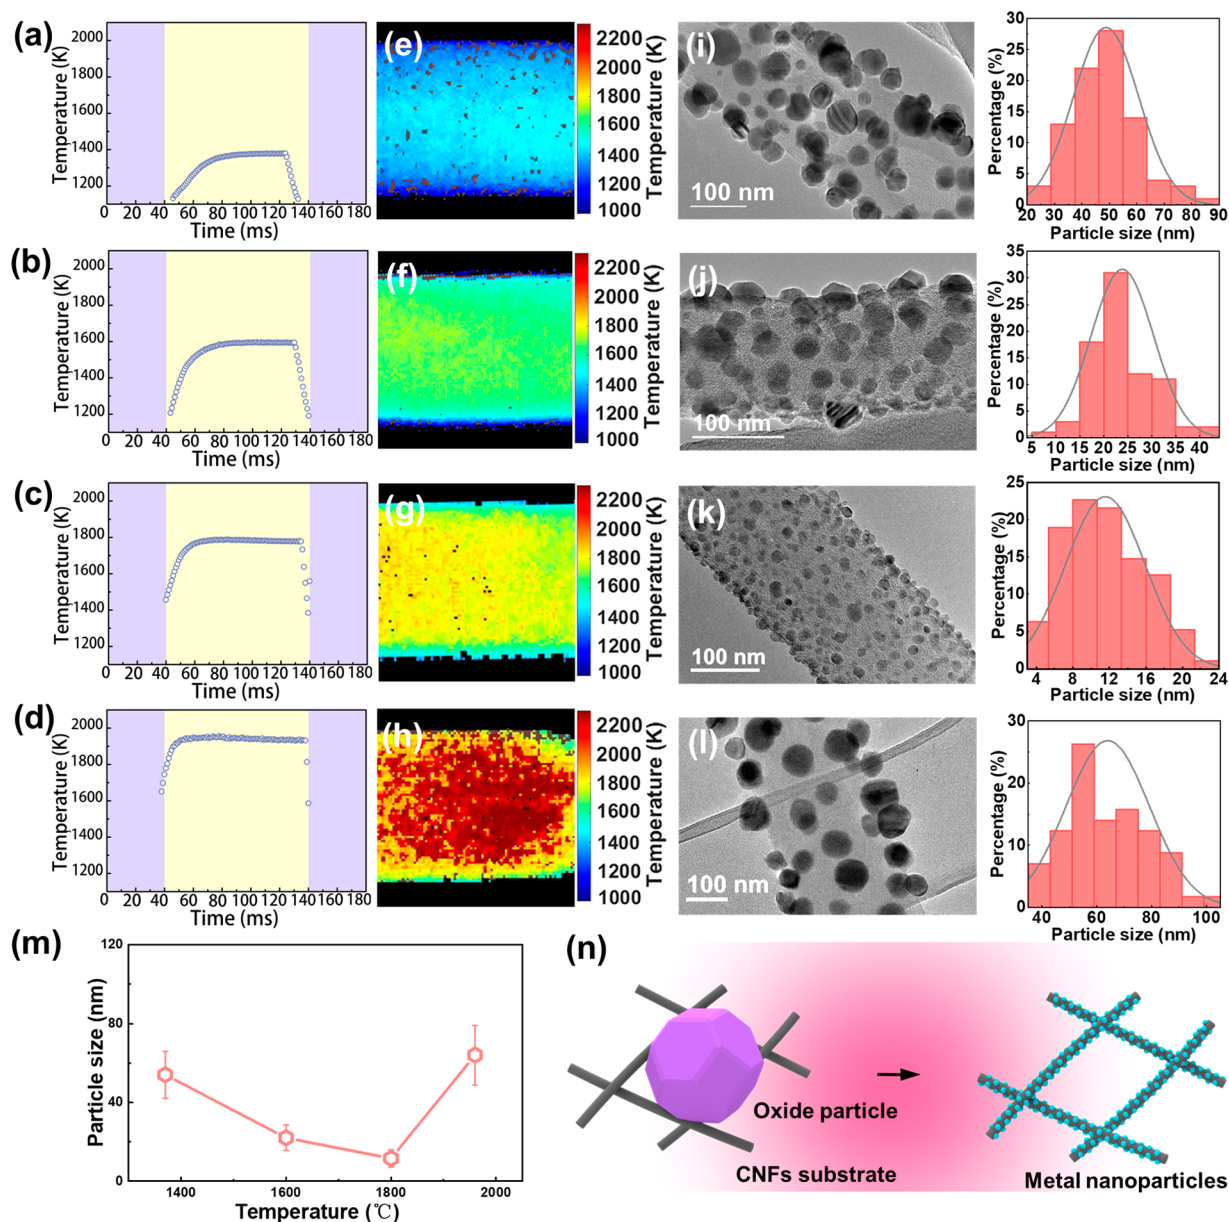 (a)
2000
1800
1600
1400
1200
Temperature (K)
0 20 40 60 80 100 120 140 160 180
Time (ms)
(e)
2200
2000
1800
1600
1400
1200
1000
Temperature (K)
(i)
100 nm
30
25
20
15
10
5
0
Percentage (%)
20 30 40 50 60 70 80 90
Particle size (nm)
(b)
2000
1800
1600
1400
1200
Temperature (K)
0 20 40 60 80 100 120 140 160 180
Time (ms)
(f)
2200
2000
1800
1600
1400
1200
1000
Temperature (K)
(j)
100 nm
35
30
25
20
15
10
5
0
Percentage (%)
5 10 15 20 25 30 35 40
Particle size (nm)
(c)
2000
1800
1600
1400
1200
Temperature (K)
0 20 40 60 80 100 120 140 160 180
Time (ms)
(g)
2200
2000
1800
1600
1400
1200
1000
Temperature (K)
(k)
100 nm
25
20
15
10
5
0
Percentage (%)
4 8 12 16 20 24
Particle size (nm)
(d)
2000
1800
1600
1400
1200
Temperature (K)
0 20 40 60 80 100 120 140 160 180
Time (ms)
(h)
2200
2000
1800
1600
1400
1200
1000
Temperature (K)
(l)
100 nm
30
20
10
0
Percentage (%)
40 60 80 100
Particle size (nm)
(m)
120
80
40
0
Particle size (nm)
1400 1600 1800 2000
Temperature (℃)
(n)
Oxide particle
CNFs substrate
Metal nanoparticles